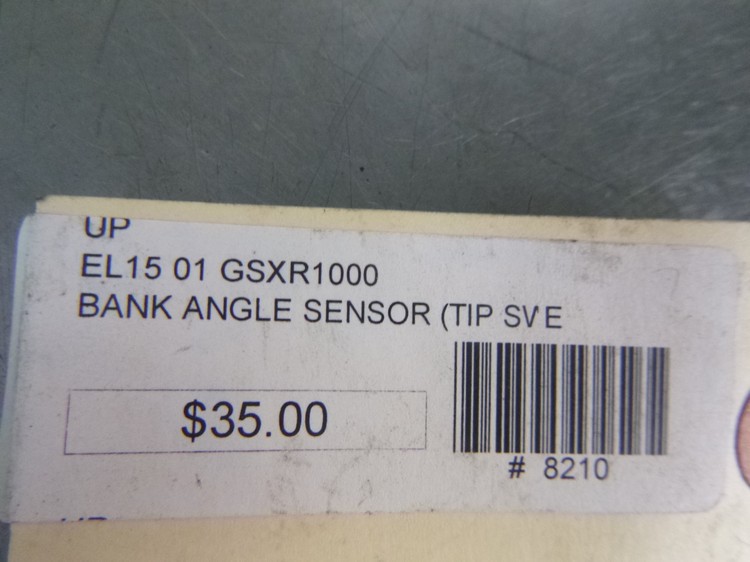 UP
EL15 01 GSXR1000
BANK ANGLE SENSOR (TIP SV'E
$35.00
# 8210